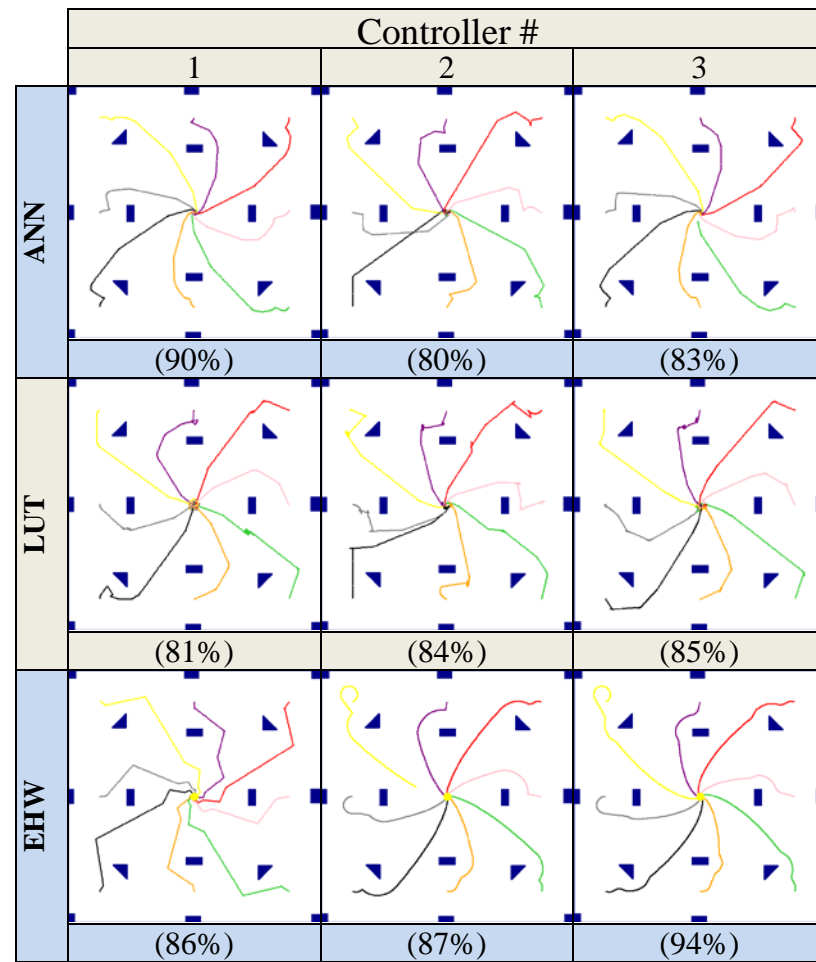 Controller #
1 2 3
ANN
(90%) (80%) (83%)
LUT
(81%) (84%) (85%)
EHW
(86%) (87%) (94%)